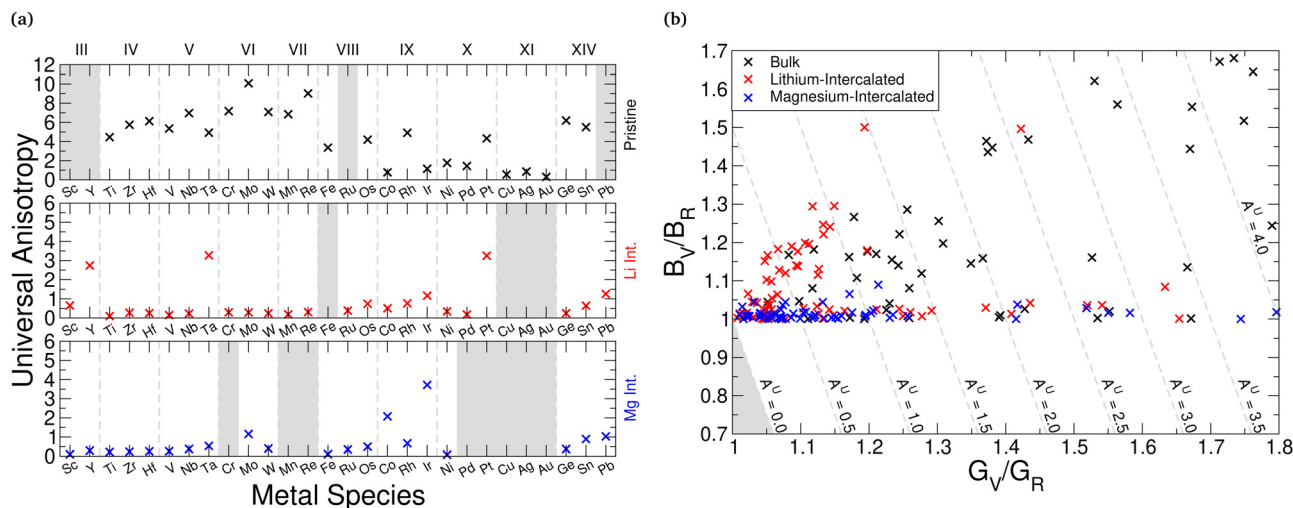 (a)
III IV V VI VII VIII IX X XI XIV
Universal Anisotropy
12
10
8
6
4
2
0
Pristine
Sc Y Ti Zr Hf V Nb Ta Cr Mo W Mn Re Fe Ru Os Co Rh Ir Ni Pd Pt Cu Ag Au Ge Sn Pb
6
5
4
3
2
1
0
Li Int.
Sc Y Ti Zr Hf V Nb Ta Cr Mo W Mn Re Fe Ru Os Co Rh Ir Ni Pd Pt Cu Ag Au Ge Sn Pb
6
5
4
3
2
1
0
Mg Int.
Sc Y Ti Zr Hf V Nb Ta Cr Mo W Mn Re Fe Ru Os Co Rh Ir Ni Pd Pt Cu Ag Au Ge Sn Pb
Metal Species
(b)
B_V/B_R
1.7
1.6
1.5
1.4
1.3
1.2
1.1
1
0.9
0.8
0.7
Bulk
Lithium-Intercalated
Magnesium-Intercalated
A^U = 4.0
A^U = 0.0
A^U = 0.5
A^U = 1.0
A^U = 1.5
A^U = 2.0
A^U = 2.5
A^U = 3.0
A^U = 3.5
1 1.1 1.2 1.3 1.4 1.5 1.6 1.7 1.8
G_V/G_R